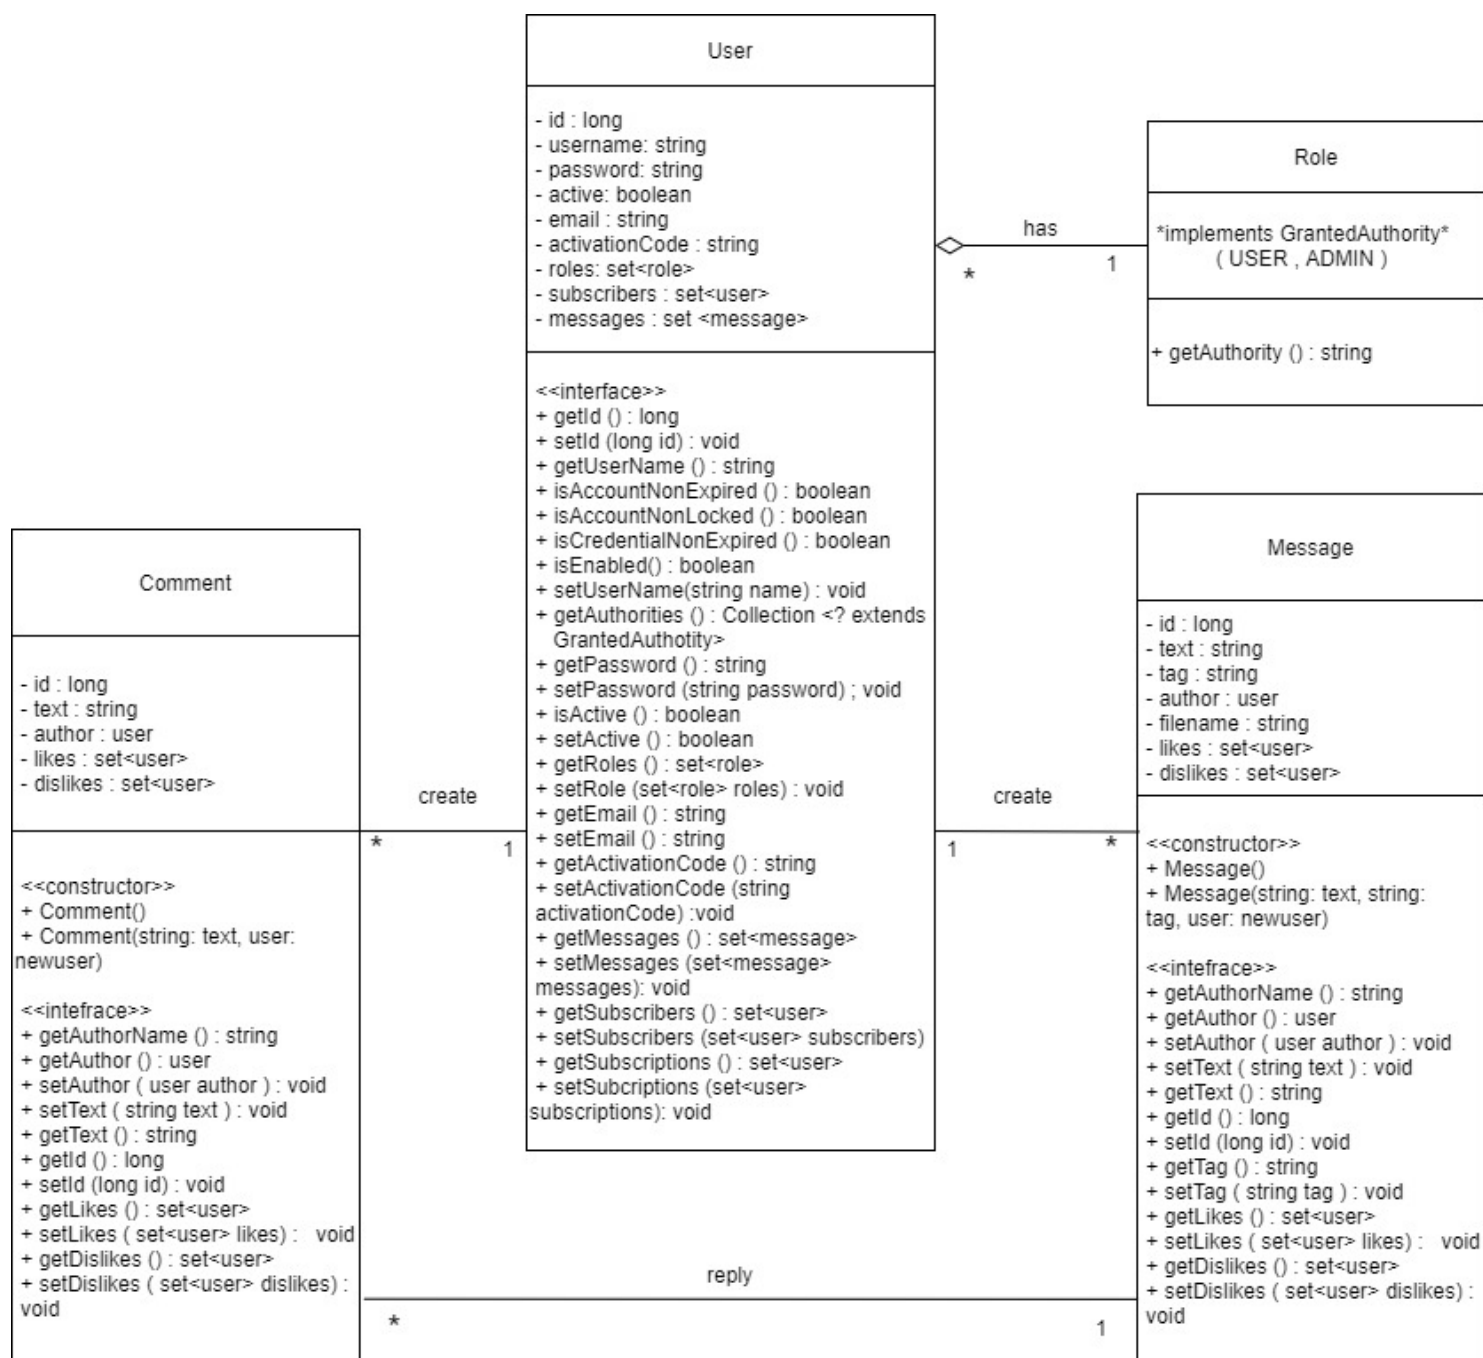 User
- id : long
- username: string
- password: string
- active: boolean
- email : string
- activationCode : string
- roles: set<role>
- subscribers : set<user>
- messages : set <message>
<<interface>>
+ getId () : long
+ setId (long id) : void
+ getUserName () : string
+ isAccountNonExpired () : boolean
+ isAccountNonLocked () : boolean
+ isCredentialNonExpired () : boolean
+ isEnabled() : boolean
+ setUserName(string name) : void
+ getAuthorities () : Collection <? extends
GrantedAuthotity>
+ getPassword () : string
+ setPassword (string password) ; void
+ isActive () : boolean
+ setActive () : boolean
+ getRoles () : set<role>
+ setRole (set<role> roles) : void
+ getEmail () : string
+ setEmail () : string
+ getActivationCode () : string
+ setActivationCode (string
activationCode) :void
+ getMessages () : set<message>
+ setMessages (set<message>
messages): void
+ getSubscribers () : set<user>
+ setSubscribers (set<user> subscribers)
+ getSubscriptions () : set<user>
+ setSubcriptions (set<user>
subscriptions): void
has
*
1
Role
*implements GrantedAuthority*
( USER , ADMIN )
+ getAuthority () : string
Comment
- id : long
- text : string
- author : user
- likes : set<user>
- dislikes : set<user>
<<constructor>>
+ Comment()
+ Comment(string: text, user:
newuser)
<<intefrace>>
+ getAuthorName () : string
+ getAuthor () : user
+ setAuthor ( user author ) : void
+ setText ( string text ) : void
+ getText () : string
+ getId () : long
+ setId (long id) : void
+ getLikes () : set<user>
+ setLikes ( set<user> likes) : void
+ getDislikes () : set<user>
+ setDislikes ( set<user> dislikes) :
void
create
*
1
create
1
*
Message
- id : long
- text : string
- tag : string
- author : user
- filename : string
- likes : set<user>
- dislikes : set<user>
<<constructor>>
+ Message()
+ Message(string: text, string:
tag, user: newuser)
<<intefrace>>
+ getAuthorName () : string
+ getAuthor () : user
+ setAuthor ( user author ) : void
+ setText ( string text ) : void
+ getText () : string
+ getId () : long
+ setId (long id) : void
+ getTag () : string
+ setTag ( string tag ) : void
+ getLikes () : set<user>
+ setLikes ( set<user> likes) : void
+ getDislikes () : set<user>
+ setDislikes ( set<user> dislikes) :
void
reply
*
1